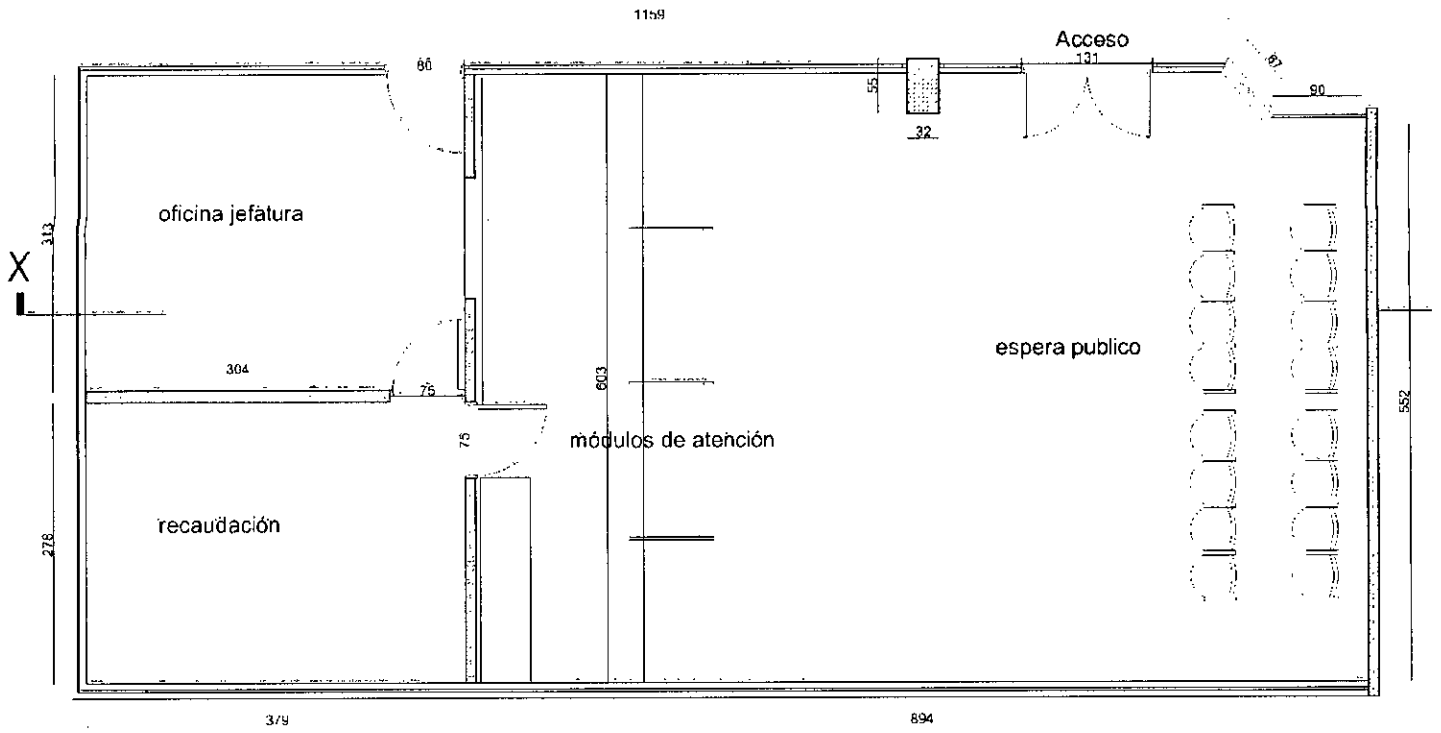 1159
Acceso
131
87
80
55
90
32
oficina jefatura
313
X
espera publico
304
75
603
552
75
módulos de atención
recaudación
278
379
894